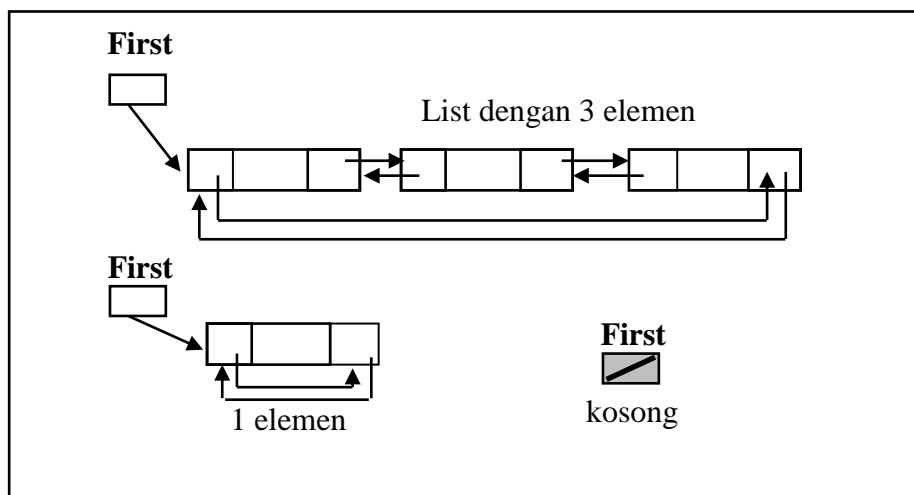 First
List dengan 3 elemen
First
1 elemen
First
kosong